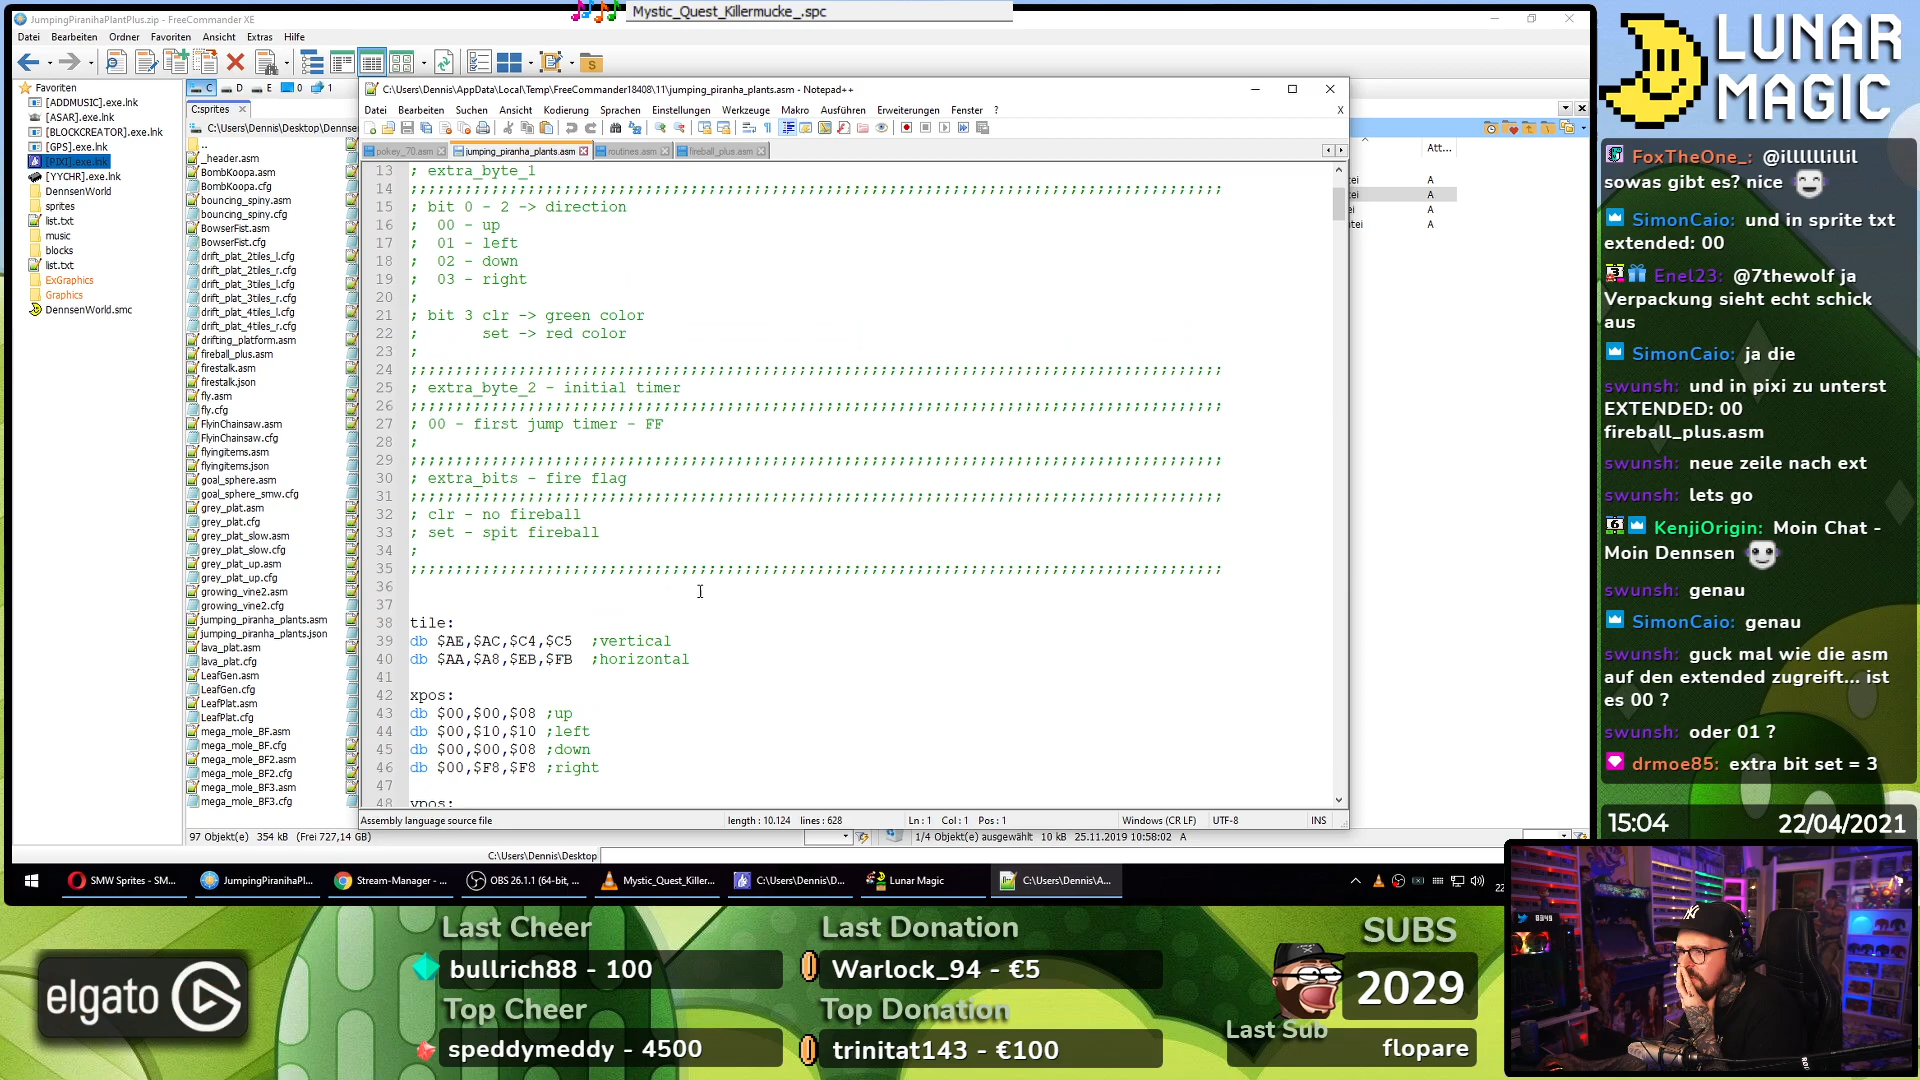 JumpingPiranhaPlantPlus.zip - FreeCommander XE
Mystic_Quest_Killermucke_.spc
Datei Bearbeiten Ordner Favoriten Ansicht Extras Hilfe
C D E 0 1
Favoriten
[ADDMUSIC].exe.lnk
[ASAR].exe.lnk
[BLOCKCREATOR].exe.lnk
[GPS].exe.lnk
[PIXI].exe.lnk
[YYCHR].exe.lnk
DennsenWorld
sprites
list.txt
music
blocks
list.txt
ExGraphics
Graphics
DennsenWorld.smc
C:sprites
C:\Users\Dennis\Desktop\Dennse
..
_header.asm
BombKoopa.asm
BombKoopa.cfg
bouncing_spiny.asm
bouncing_spiny.cfg
BowserFist.asm
BowserFist.cfg
drift_plat_2tiles_l.cfg
drift_plat_2tiles_r.cfg
drift_plat_3tiles_l.cfg
drift_plat_3tiles_r.cfg
drift_plat_4tiles_l.cfg
drift_plat_4tiles_r.cfg
drifting_platform.asm
fireball_plus.asm
firestalk.asm
firestalk.json
fly.asm
fly.cfg
FlyinChainsaw.asm
FlyinChainsaw.cfg
flyingitems.asm
flyingitems.json
goal_sphere.asm
goal_sphere_smw.cfg
grey_plat.asm
grey_plat.cfg
grey_plat_slow.asm
grey_plat_slow.cfg
grey_plat_up.asm
grey_plat_up.cfg
growing_vine2.asm
growing_vine2.cfg
jumping_piranha_plants.asm
jumping_piranha_plants.json
lava_plat.asm
lava_plat.cfg
LeafGen.asm
LeafGen.cfg
LeafPlat.asm
LeafPlat.cfg
mega_mole_BF.asm
mega_mole_BF.cfg
mega_mole_BF2.asm
mega_mole_BF2.cfg
mega_mole_BF3.asm
mega_mole_BF3.cfg
97 Objekt(e) 354 kB (Frei 727,14 GB)
C:\Users\Dennis\AppData\Local\Temp\FreeCommander18408\11\jumping_piranha_plants.asm - Notepad++
Datei Bearbeiten Suchen Ansicht Kodierung Sprachen Einstellungen Werkzeuge Makro Ausführen Erweiterungen Fenster ? X
pokey_70.asm jumping_piranha_plants.asm routines.asm fireball_plus.asm
13 ; extra_byte_1
14 ;;;;;;;;;;;;;;;;;;;;;;;;;;;;;;;;;;;;;;;;;;;;;;;;;;;;;;;;;;;;;;;;;;;;;;;;;;;;;;;;;;;;;;;;;;
15 ; bit 0 - 2 -> direction
16 ;  00 - up
17 ;  01 - left
18 ;  02 - down
19 ;  03 - right
20 ;
21 ; bit 3 clr -> green color
22 ;       set -> red color
23 ;
24 ;;;;;;;;;;;;;;;;;;;;;;;;;;;;;;;;;;;;;;;;;;;;;;;;;;;;;;;;;;;;;;;;;;;;;;;;;;;;;;;;;;;;;;;;;;
25 ; extra_byte_2 - initial timer
26 ;;;;;;;;;;;;;;;;;;;;;;;;;;;;;;;;;;;;;;;;;;;;;;;;;;;;;;;;;;;;;;;;;;;;;;;;;;;;;;;;;;;;;;;;;;
27 ; 00 - first jump timer - FF
28 ;
29 ;;;;;;;;;;;;;;;;;;;;;;;;;;;;;;;;;;;;;;;;;;;;;;;;;;;;;;;;;;;;;;;;;;;;;;;;;;;;;;;;;;;;;;;;;;
30 ; extra_bits - fire flag
31 ;;;;;;;;;;;;;;;;;;;;;;;;;;;;;;;;;;;;;;;;;;;;;;;;;;;;;;;;;;;;;;;;;;;;;;;;;;;;;;;;;;;;;;;;;;
32 ; clr - no fireball
33 ; set - spit fireball
34 ;
35 ;;;;;;;;;;;;;;;;;;;;;;;;;;;;;;;;;;;;;;;;;;;;;;;;;;;;;;;;;;;;;;;;;;;;;;;;;;;;;;;;;;;;;;;;;;
36
37
38 tile:
39 db $AE,$AC,$C4,$C5  ;vertical
40 db $AA,$A8,$EB,$FB  ;horizontal
41
42 xpos:
43 db $00,$00,$08 ;up
44 db $00,$10,$10 ;left
45 db $00,$00,$08 ;down
46 db $00,$F8,$F8 ;right
47
48 ypos:
Assembly language source file length : 10.124 lines : 628 Ln : 1 Col : 1 Pos : 1 Windows (CR LF) UTF-8 INS
1/4 Objekt(e) ausgewählt 10 kB 25.11.2019 10:58:02 A
Att...
A
A
A
A
C:\Users\Dennis\Desktop
SMW Sprites - SM...
JumpingPiranhaPl...
Stream-Manager - ...
OBS 26.1.1 (64-bit, ...
Mystic_Quest_Killer...
C:\Users\Dennis\D...
Lunar Magic
C:\Users\Dennis\A...
LUNAR
MAGIC
FoxTheOne_: @illlllillil
sowas gibt es? nice
SimonCaio: und in sprite txt
extended: 00
Enel23: @7thewolf ja
Verpackung sieht echt schick
aus
SimonCaio: ja die
swunsh: und in pixi zu unterst
EXTENDED: 00
fireball_plus.asm
swunsh: neue zeile nach ext
swunsh: lets go
KenjiOrigin: Moin Chat -
Moin Dennsen
swunsh: genau
SimonCaio: genau
swunsh: guck mal wie die asm
auf den extended zugreift... ist
es 00 ?
swunsh: oder 01 ?
drmoe85: extra bit set = 3
15:04 22/04/2021
elgato
Last Cheer
bullrich88 - 100
Top Cheer
speddymeddy - 4500
Last Donation
Warlock_94 - €5
Top Donation
trinitat143 - €100
SUBS
2029
Last Sub
flopare